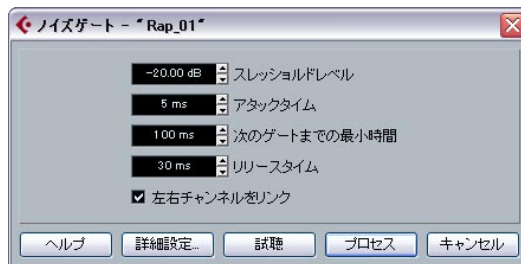 ノイズゲート - "Rap_01"
-20.00 dB スレッショルドレベル
5 ms アタックタイム
100 ms 次のゲートまでの最小時間
30 ms リリースタイム
左右チャンネルをリンク
ヘルプ 詳細設定... 試聴 プロセス キャンセル